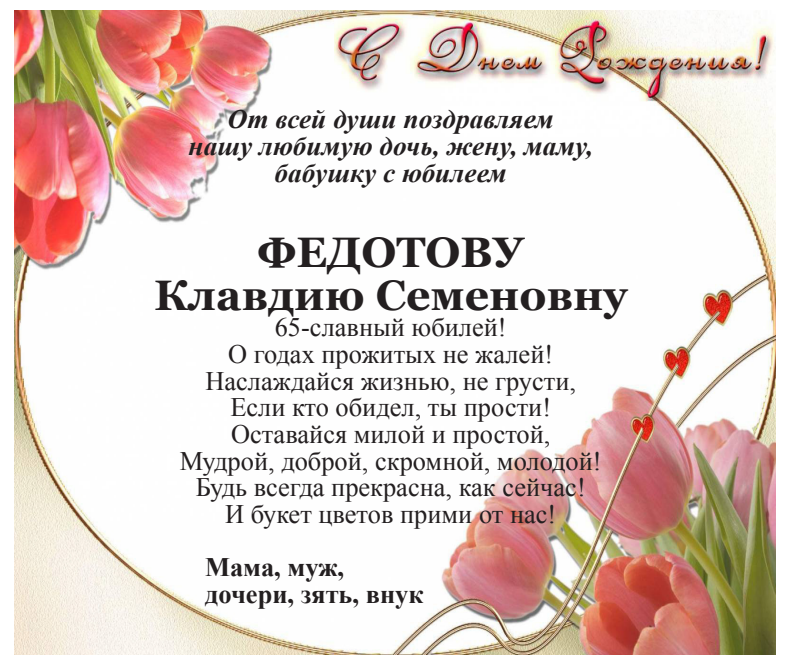 С Днем Рождения!
От всей души поздравляем
нашу любимую дочь, жену, маму,
бабушку с юбилеем
ФЕДОТОВУ
Клавдию Семеновну
65-славный юбилей!
О годах прожитых не жалей!
Наслаждайся жизнью, не грусти,
Если кто обидел, ты прости!
Оставайся милой и простой,
Мудрой, доброй, скромной, молодой!
Будь всегда прекрасна, как сейчас!
И букет цветов прими от нас!
Мама, муж,
дочери, зять, внук